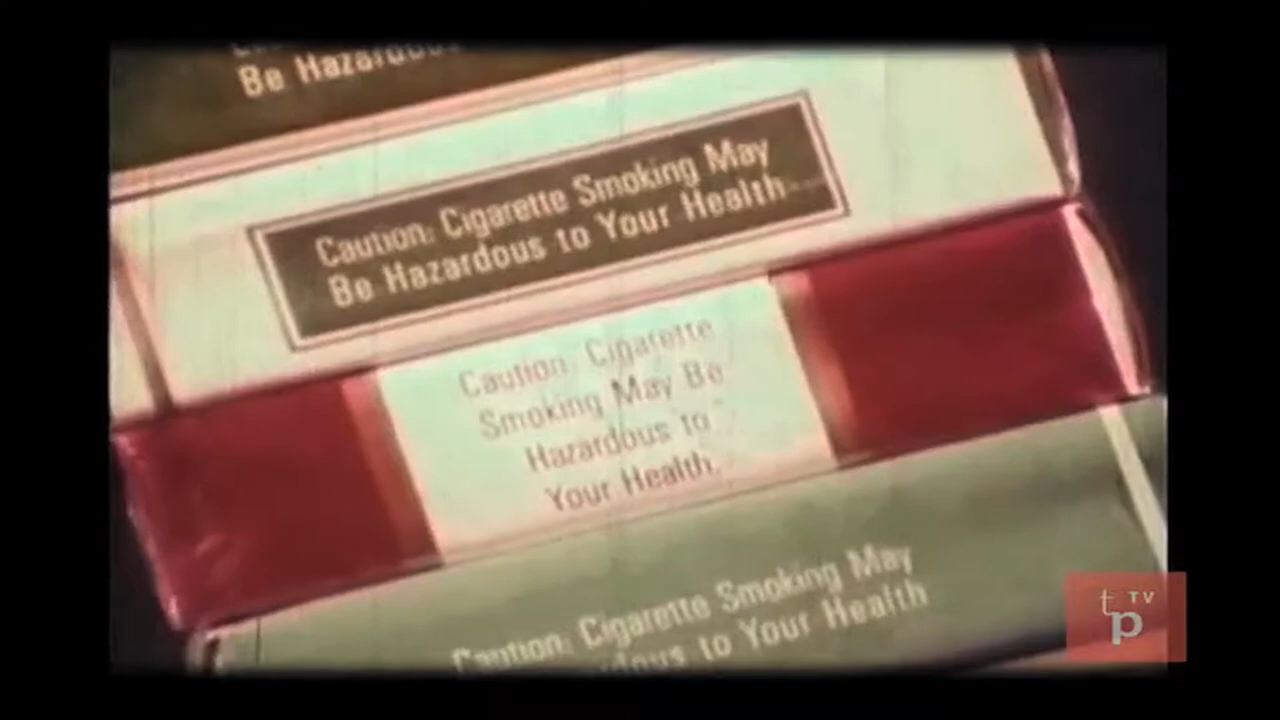 Be Hazardous
Caution: Cigarette Smoking May
Be Hazardous to Your Health
Caution: Cigarette
Smoking May Be
Hazardous to
Your Health.
Caution: Cigarette Smoking May
to Your Health
tp TV